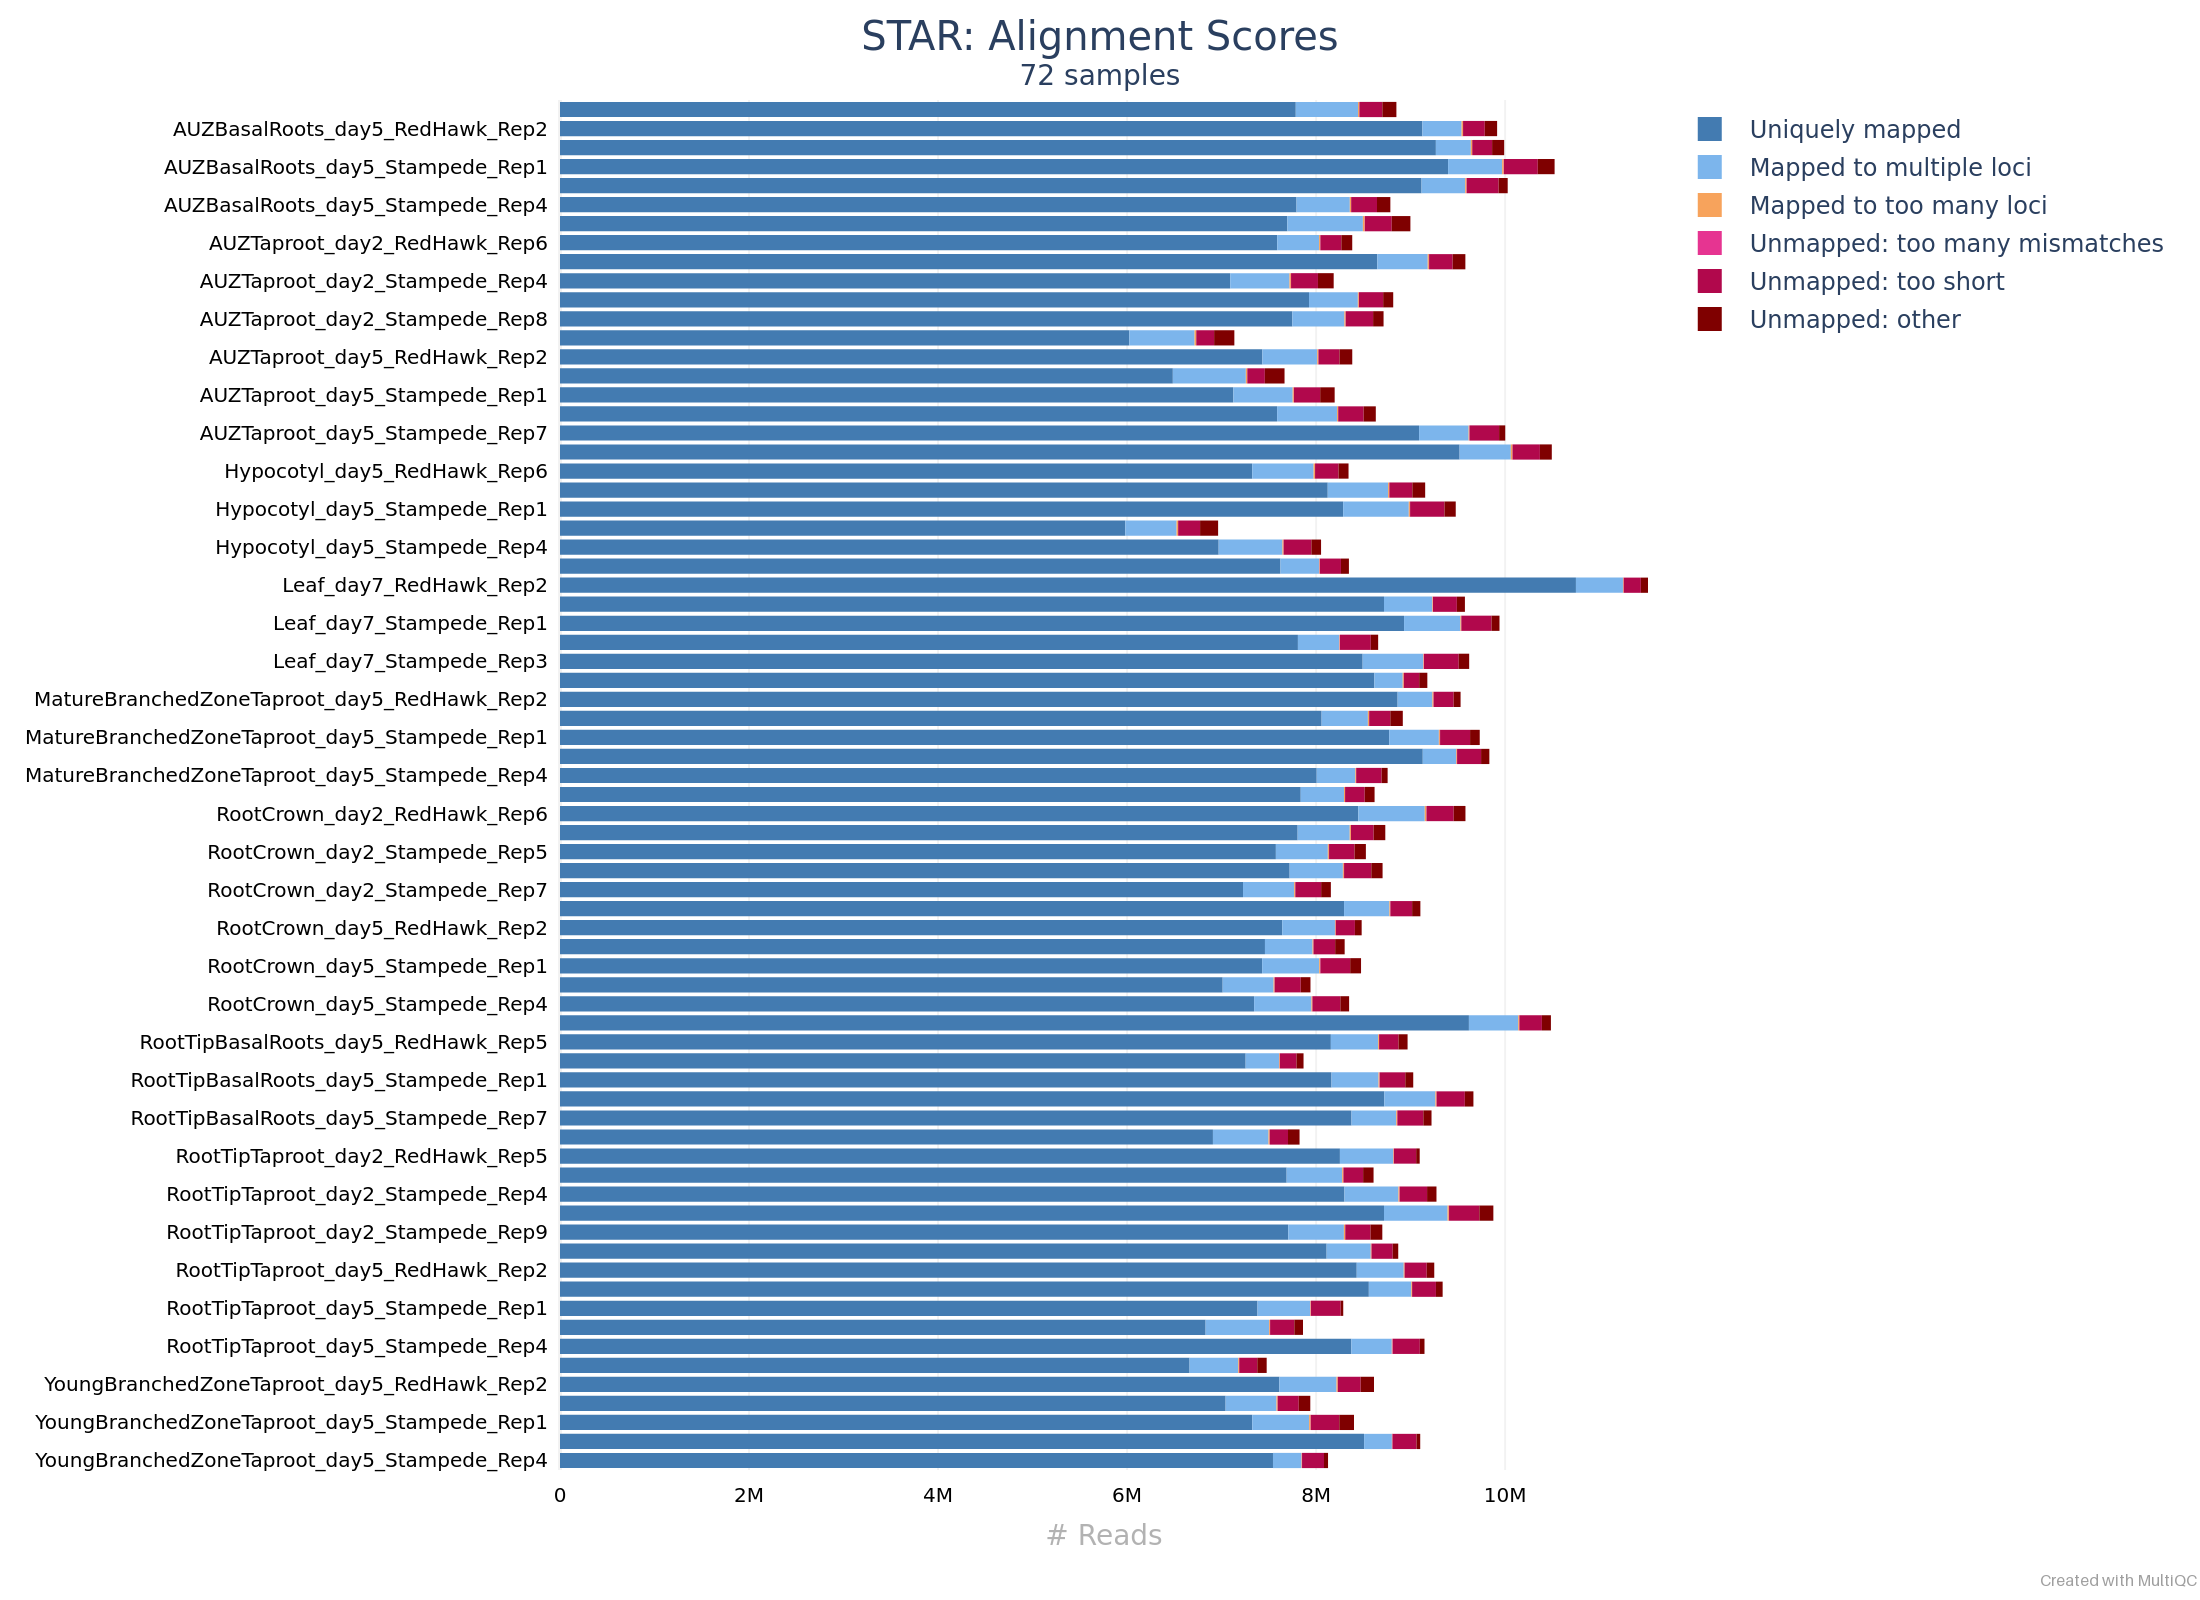 STAR: Alignment Scores
72 samples
AUZBasalRoots_day5_RedHawk_Rep2
AUZBasalRoots_day5_Stampede_Rep1
AUZBasalRoots_day5_Stampede_Rep4
AUZTaproot_day2_RedHawk_Rep6
AUZTaproot_day2_Stampede_Rep4
AUZTaproot_day2_Stampede_Rep8
AUZTaproot_day5_RedHawk_Rep2
AUZTaproot_day5_Stampede_Rep1
AUZTaproot_day5_Stampede_Rep7
Hypocotyl_day5_RedHawk_Rep6
Hypocotyl_day5_Stampede_Rep1
Hypocotyl_day5_Stampede_Rep4
Leaf_day7_RedHawk_Rep2
Leaf_day7_Stampede_Rep1
Leaf_day7_Stampede_Rep3
MatureBranchedZoneTaproot_day5_RedHawk_Rep2
MatureBranchedZoneTaproot_day5_Stampede_Rep1
MatureBranchedZoneTaproot_day5_Stampede_Rep4
RootCrown_day2_RedHawk_Rep6
RootCrown_day2_Stampede_Rep5
RootCrown_day2_Stampede_Rep7
RootCrown_day5_RedHawk_Rep2
RootCrown_day5_Stampede_Rep1
RootCrown_day5_Stampede_Rep4
RootTipBasalRoots_day5_RedHawk_Rep5
RootTipBasalRoots_day5_Stampede_Rep1
RootTipBasalRoots_day5_Stampede_Rep7
RootTipTaproot_day2_RedHawk_Rep5
RootTipTaproot_day2_Stampede_Rep4
RootTipTaproot_day2_Stampede_Rep9
RootTipTaproot_day5_RedHawk_Rep2
RootTipTaproot_day5_Stampede_Rep1
RootTipTaproot_day5_Stampede_Rep4
YoungBranchedZoneTaproot_day5_RedHawk_Rep2
YoungBranchedZoneTaproot_day5_Stampede_Rep1
YoungBranchedZoneTaproot_day5_Stampede_Rep4
0 2M 4M 6M 8M 10M
# Reads
Uniquely mapped
Mapped to multiple loci
Mapped to too many loci
Unmapped: too many mismatches
Unmapped: too short
Unmapped: other
Created with MultiQC